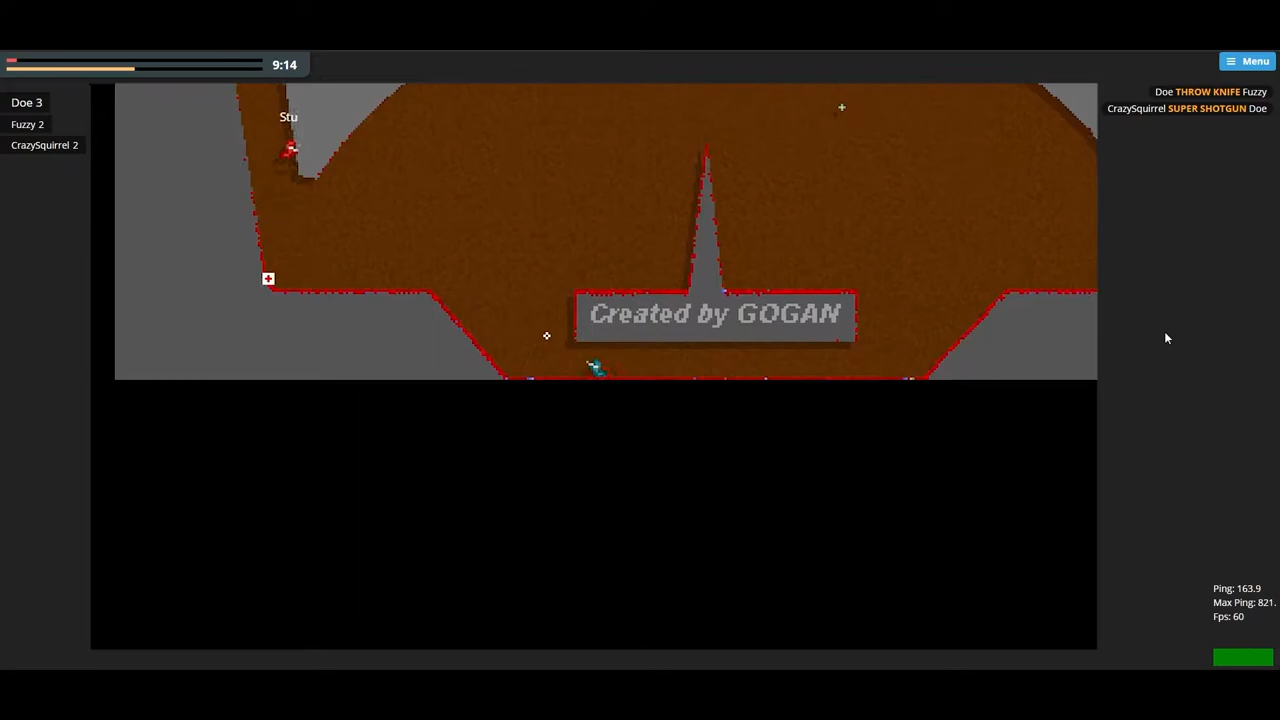 9:14
Menu
Doe 3
Fuzzy 2
CrazySquirrel 2
Doe THROW KNIFE Fuzzy
CrazySquirrel SUPER SHOTGUN Doe
Stu
Created by GOGAN
Ping: 163.9
Max Ping: 821.
Fps: 60